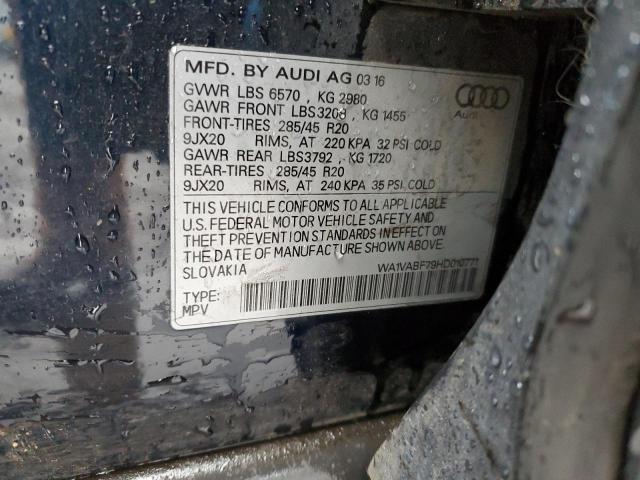 MFD. BY AUDI AG 03 16
GVWR LBS 6570 , KG 2980
GAWR FRONT LBS3208 , KG 1455
FRONT-TIRES 285/45 R20
9JX20 RIMS, AT 220 KPA 32 PSI COLD
GAWR REAR LBS3792 , KG 1720
REAR-TIRES 285/45 R20
9JX20 RIMS, AT 240 KPA 35 PSI COLD
Audi
THIS VEHICLE CONFORMS TO ALL APPLICABLE
U.S. FEDERAL MOTOR VEHICLE SAFETY AND
THEFT PREVENTION STANDARDS IN EFFECT ON
THE DATE OF MANUFACTURE SHOWN ABOVE.
SLOVAKIA WA1VABF79HD010771
TYPE:
MPV